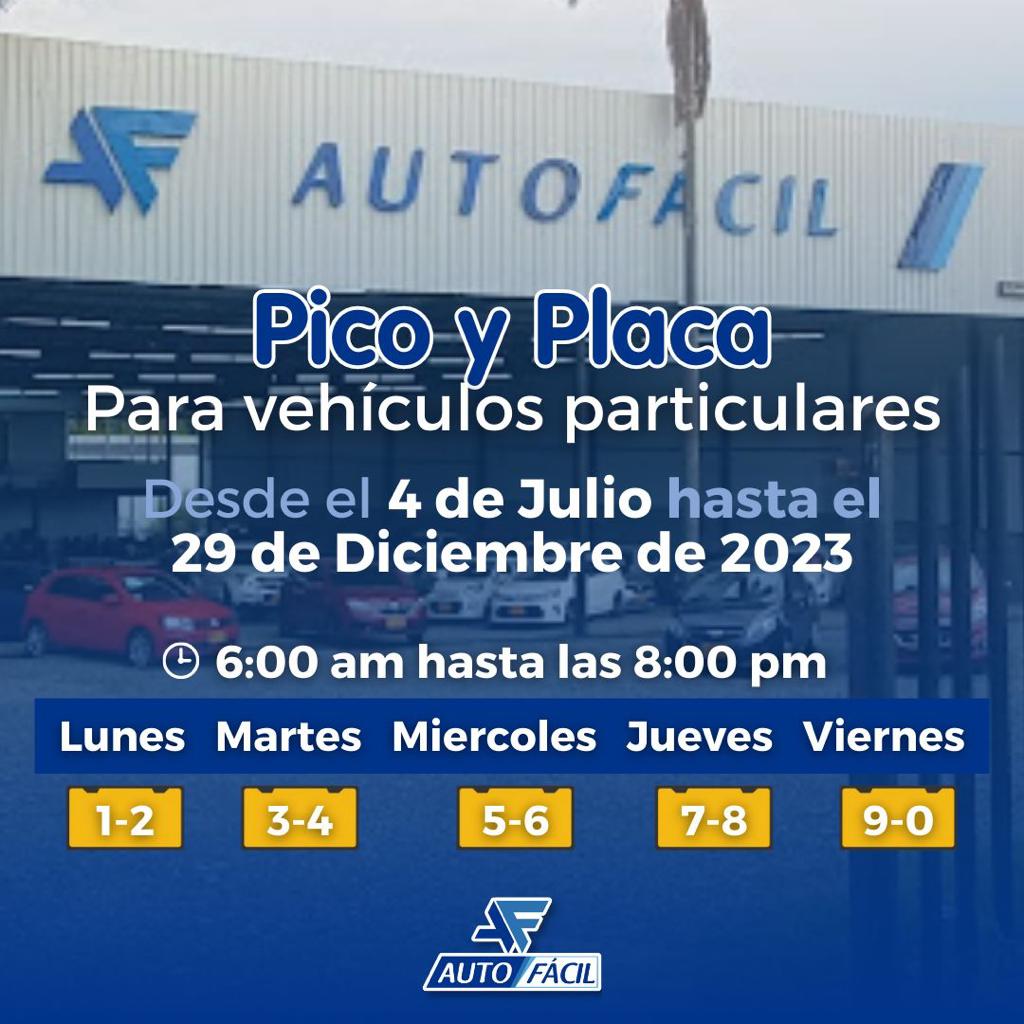 AUTOFÁCIL
Pico y Placa
Para vehículos particulares
Desde el 4 de Julio hasta el
29 de Diciembre de 2023
6:00 am hasta las 8:00 pm
Lunes Martes Miercoles Jueves Viernes
1-2 3-4 5-6 7-8 9-0
AUTO FÁCIL